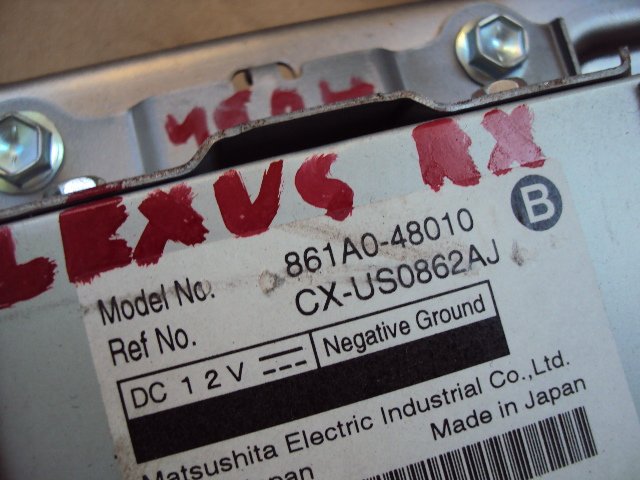 LEXUS RX
B
Model No. 861A0-48010
Ref No. CX-US0862AJ
DC 12V Negative Ground
Matsushita Electric Industrial Co.,Ltd.
Japan Made in Japan